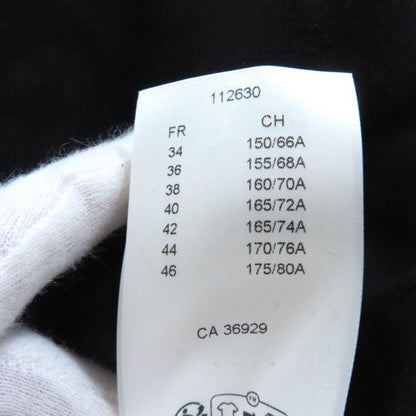 112630
FR CH
34 150/66A
36 155/68A
38 160/70A
40 165/72A
42 165/74A
44 170/76A
46 175/80A
CA 36929